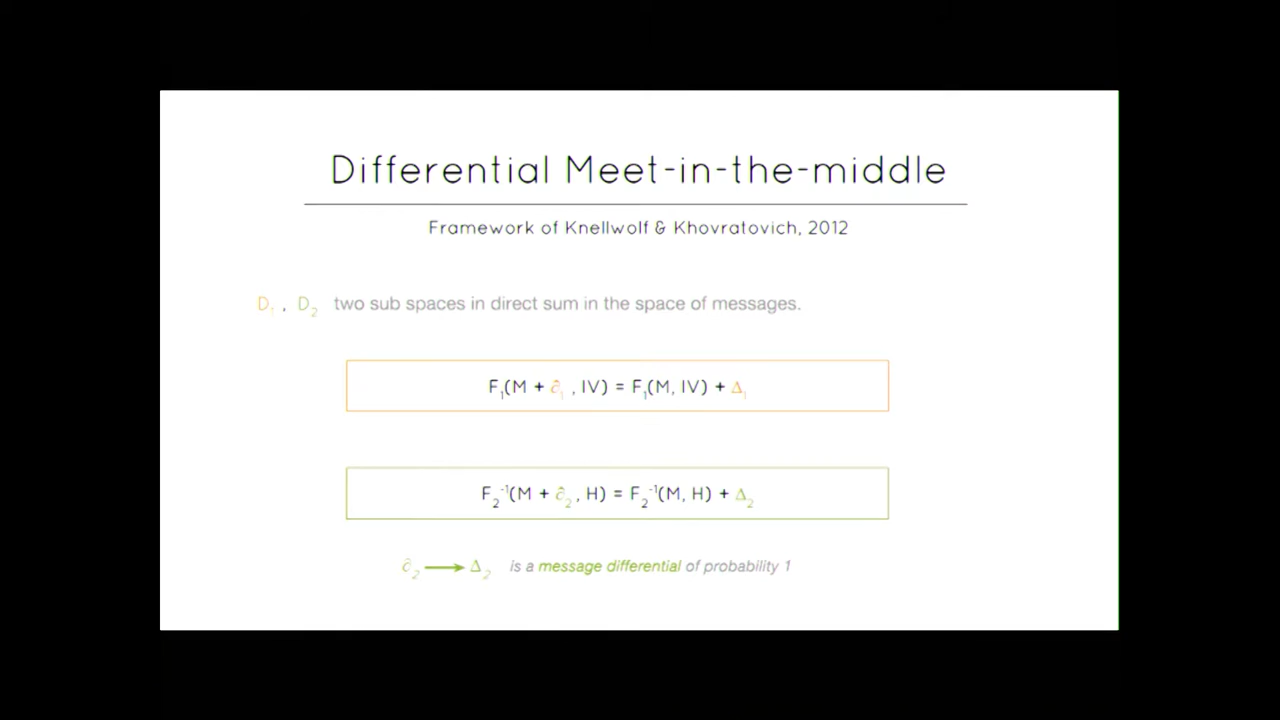 Differential Meet-in-the-middle
Framework of Knellwolf & Khovratovich, 2012
D₁ , D₂ two sub spaces in direct sum in the space of messages.
F₁(M + ∂₁ , IV) = F₁(M, IV) + Δ₁
F₂⁻¹(M + ∂₂ , H) = F₂⁻¹(M, H) + Δ₂
∂₂ ⟶ Δ₂ is a message differential of probability 1